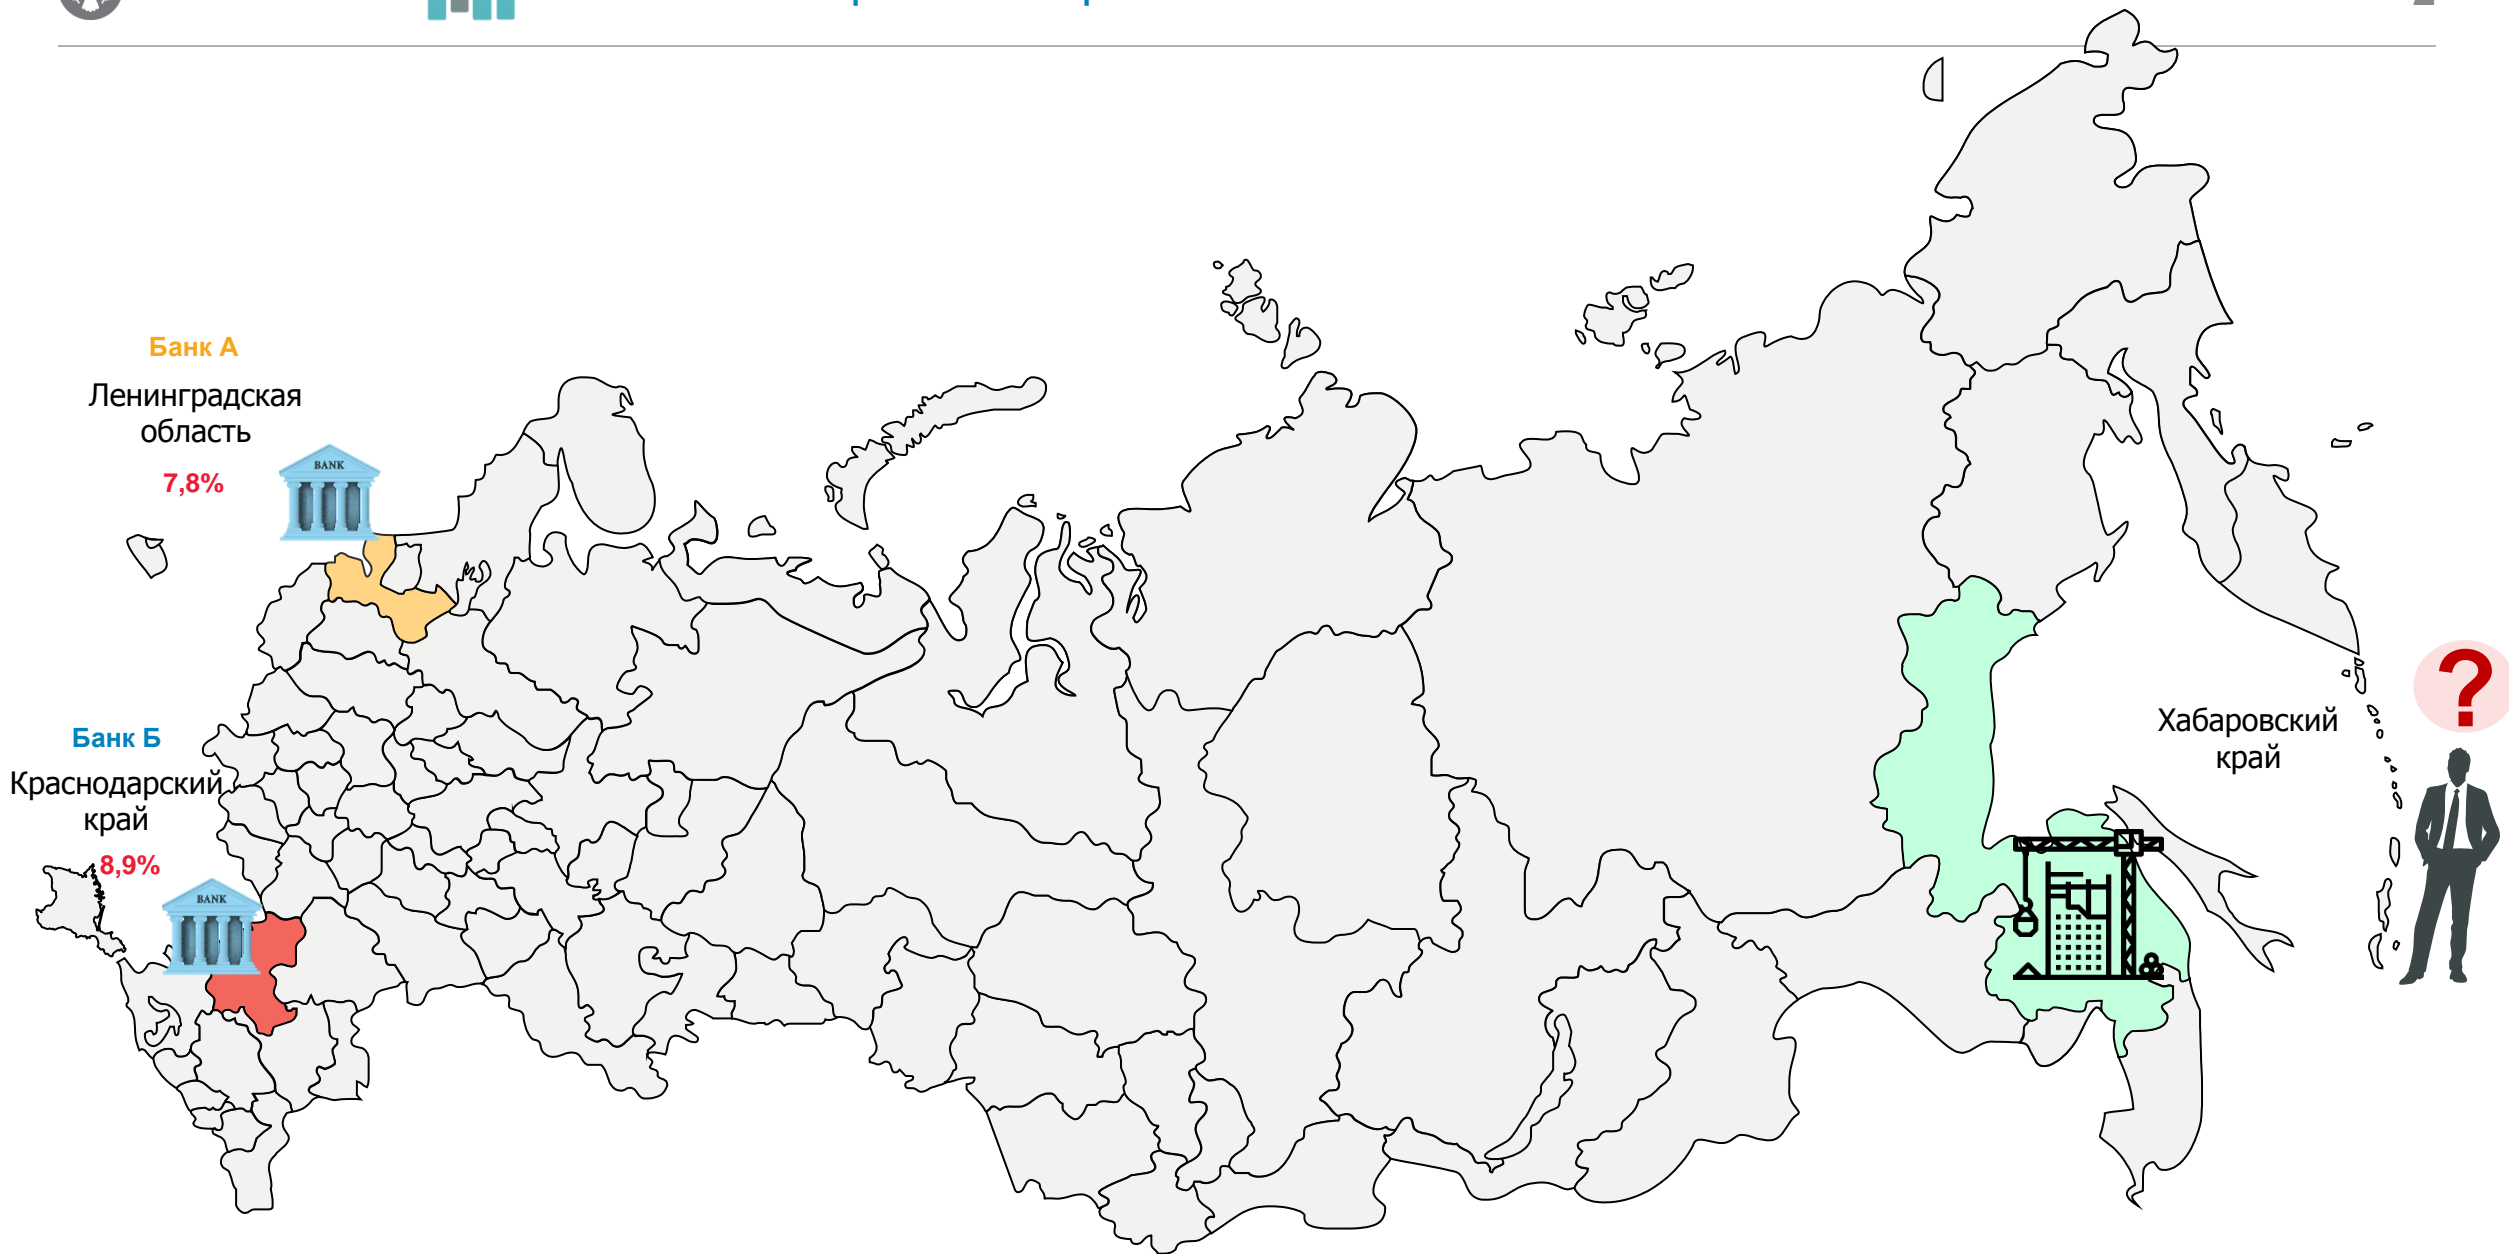 Банк А
Ленинградская
область
7,8%
BANK
Банк Б
Краснодарский
край
8,9%
BANK
Хабаровский
край
?